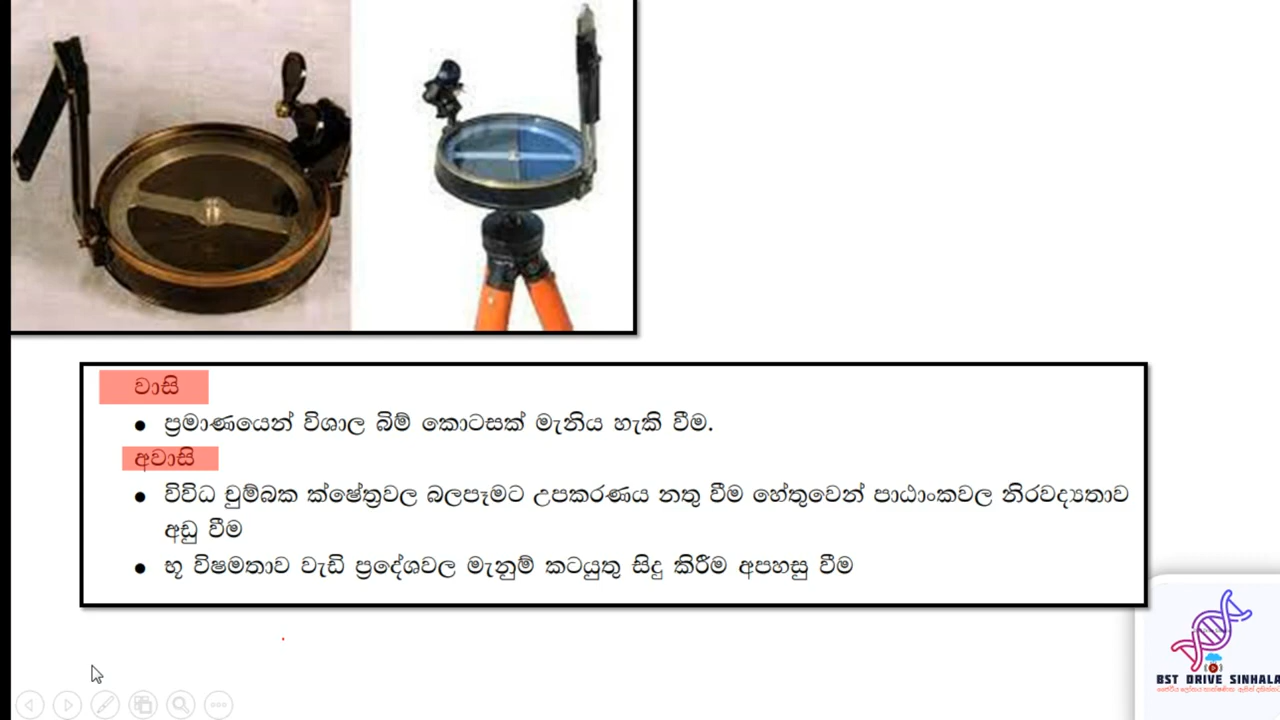 වාසි
● ප්‍රමාණයෙන් විශාල බිම් කොටසක් මැනිය හැකි වීම.
අවාසි
● විවිධ චුම්බක ක්ෂේත්‍රවල බලපෑමට උපකරණය නතු වීම හේතුවෙන් පාඨාංකවල නිරවද්‍යතාව
අඩු වීම
● භූ විෂමතාව වැඩි ප්‍රදේශවල මැනුම් කටයුතු සිදු කිරීම අපහසු වීම
BST DRIVE SINHALA